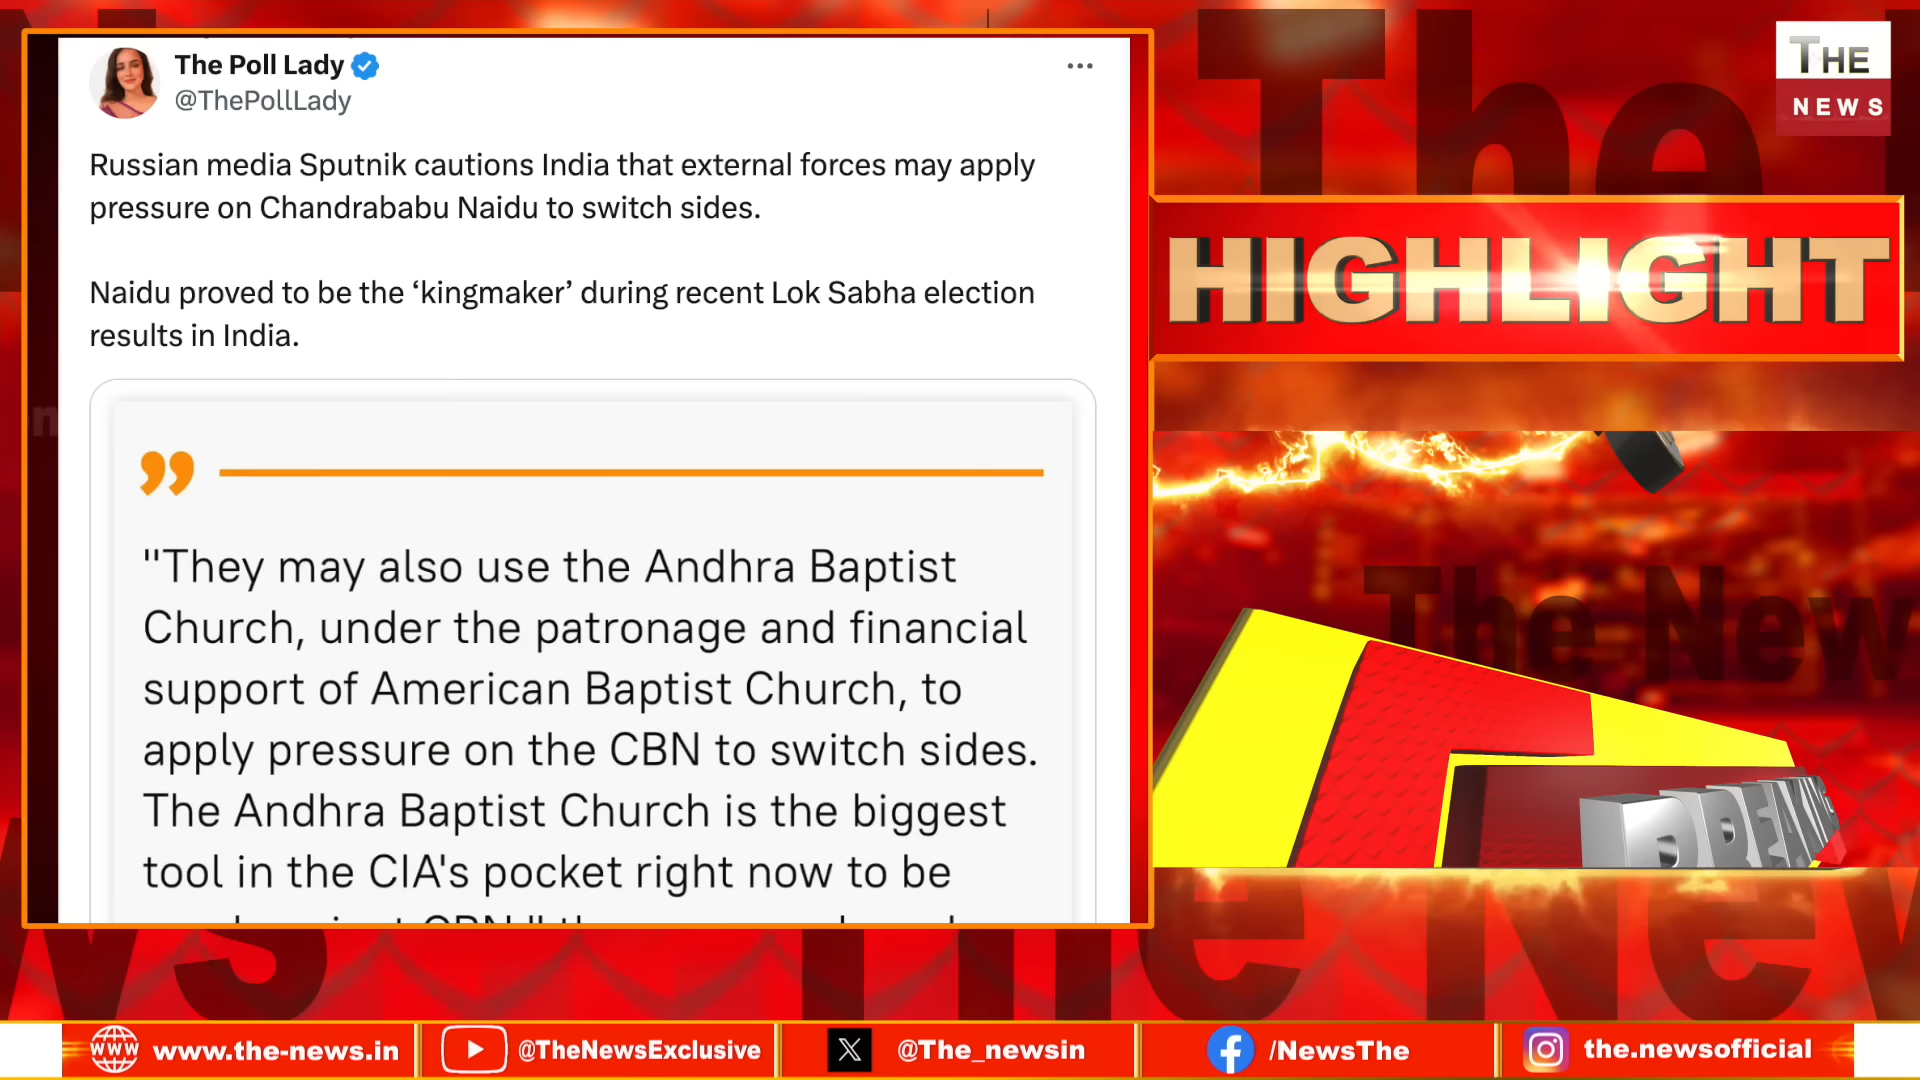 The Poll Lady
@ThePollLady
Russian media Sputnik cautions India that external forces may apply
pressure on Chandrababu Naidu to switch sides.
Naidu proved to be the ‘kingmaker’ during recent Lok Sabha election
results in India.
"They may also use the Andhra Baptist
Church, under the patronage and financial
support of American Baptist Church, to
apply pressure on the CBN to switch sides.
The Andhra Baptist Church is the biggest
tool in the CIA's pocket right now to be
THE
NEWS
HIGHLIGHT
The News
BREAKING
www.the-news.in
@TheNewsExclusive
@The_newsin
/NewsThe
the.newsofficial